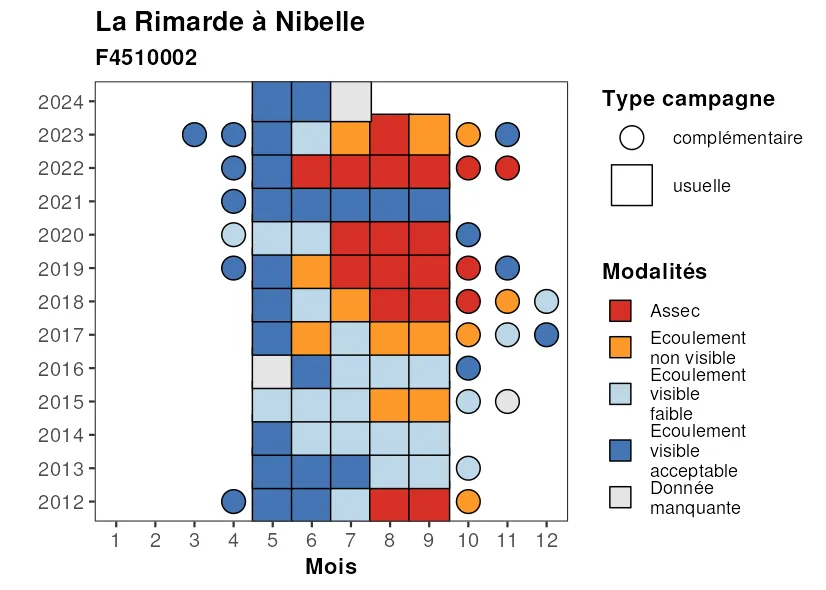 La Rimarde à Nibelle
F4510002
2024
2023
2022
2021
2020
2019
2018
2017
2016
2015
2014
2013
2012
1 2 3 4 5 6 7 8 9 10 11 12
Mois
Type campagne
complémentaire
usuelle
Modalités
Assec
Ecoulement
non visible
Ecoulement
visible
faible
Ecoulement
visible
acceptable
Donnée
manquante